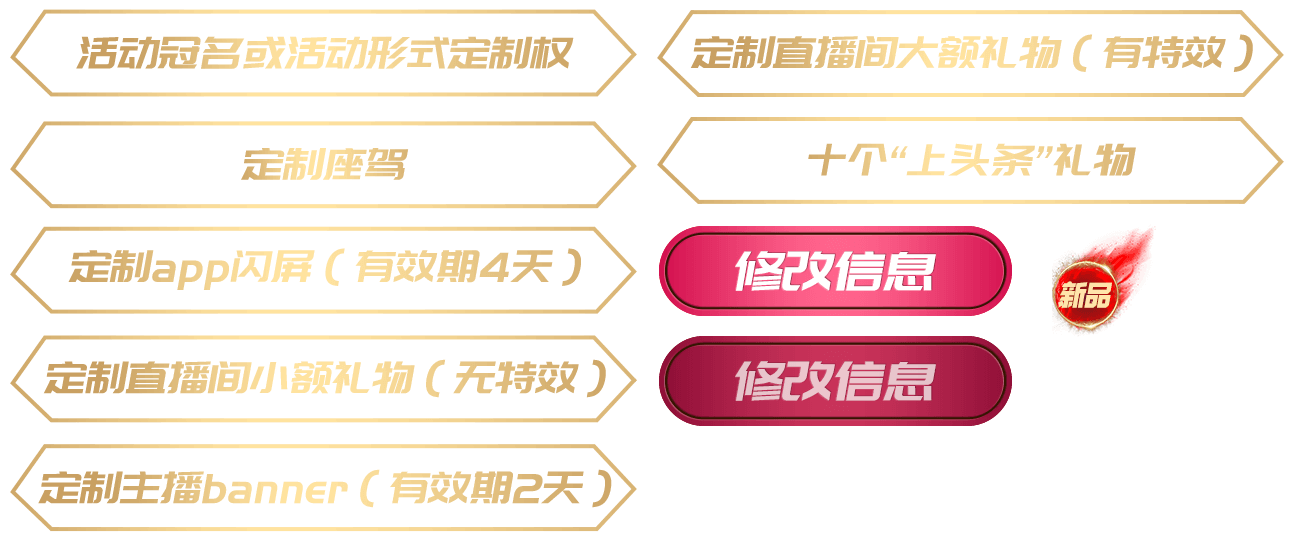 活动冠名或活动形式定制权
定制直播间大额礼物（有特效）
定制座驾
十个“上头条”礼物
定制app闪屏（有效期4天）
修改信息
新品
定制直播间小额礼物（无特效）
修改信息
定制主播banner（有效期2天）